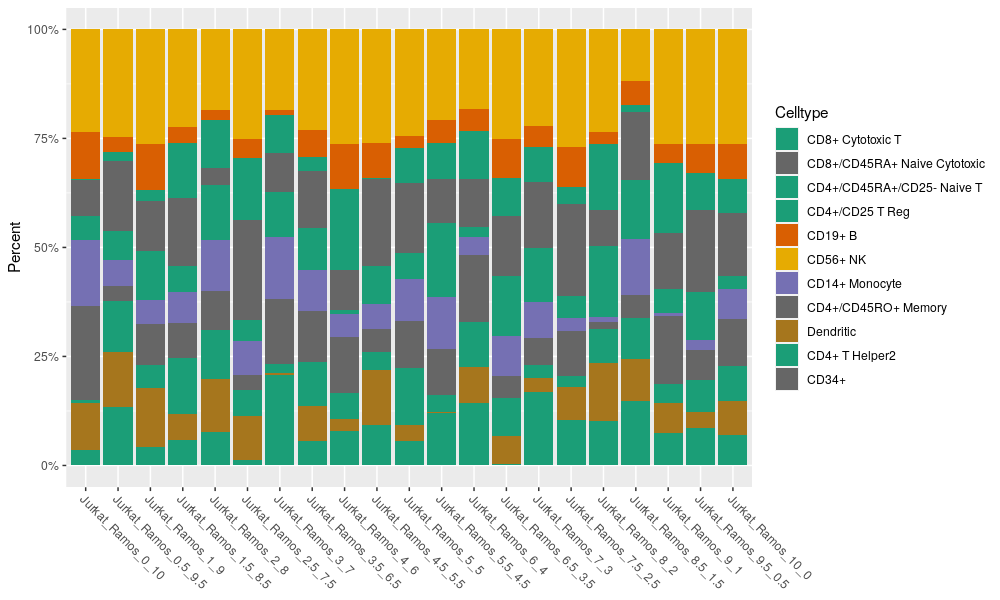 100%
75%
50%
25%
0%
Percent
Jurkat_Ramos_0_10
Jurkat_Ramos_0.5_9.5
Jurkat_Ramos_1_9
Jurkat_Ramos_1.5_8.5
Jurkat_Ramos_2_8
Jurkat_Ramos_2.5_7.5
Jurkat_Ramos_3_7
Jurkat_Ramos_3.5_6.5
Jurkat_Ramos_4_6
Jurkat_Ramos_4.5_5.5
Jurkat_Ramos_5_5
Jurkat_Ramos_5.5_4.5
Jurkat_Ramos_6_4
Jurkat_Ramos_6.5_3.5
Jurkat_Ramos_7_3
Jurkat_Ramos_7.5_2.5
Jurkat_Ramos_8_2
Jurkat_Ramos_8.5_1.5
Jurkat_Ramos_9_1
Jurkat_Ramos_9.5_0.5
Jurkat_Ramos_10_0
Celltype
CD8+ Cytotoxic T
CD8+/CD45RA+ Naive Cytotoxic
CD4+/CD45RA+/CD25- Naive T
CD4+/CD25 T Reg
CD19+ B
CD56+ NK
CD14+ Monocyte
CD4+/CD45RO+ Memory
Dendritic
CD4+ T Helper2
CD34+